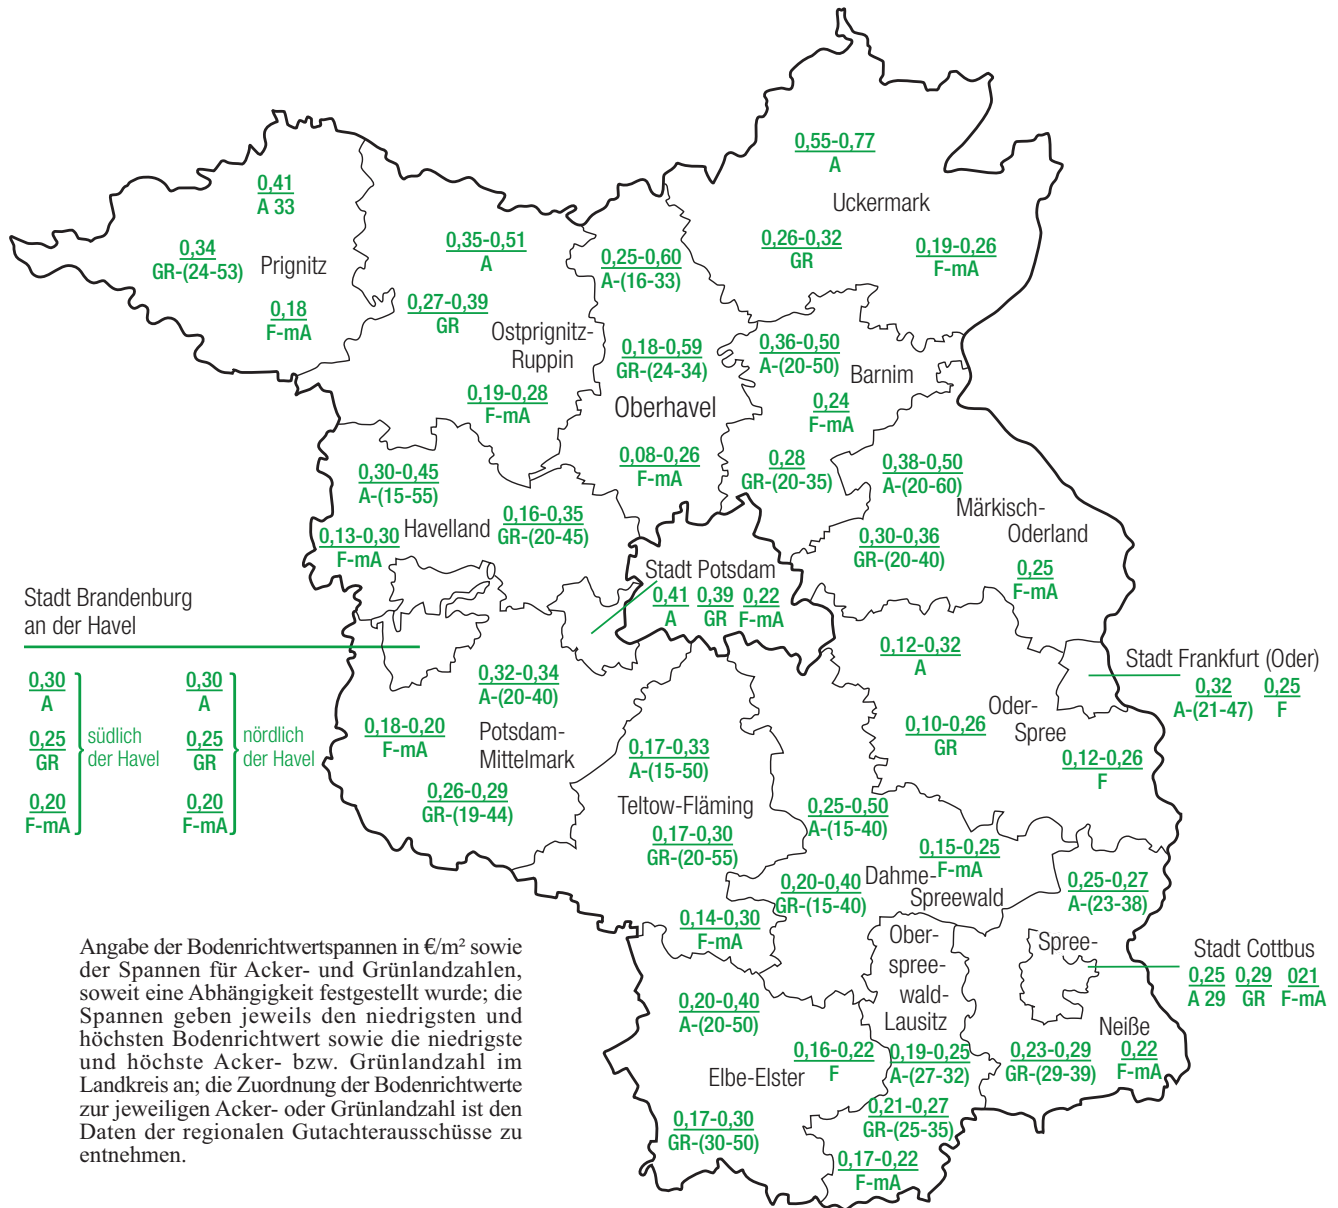 0,55-0,77
A
Uckermark
0,26-0,32
GR
0,19-0,26
F-mA
0,41
A 33
0,34
GR-(24-53)
Prignitz
0,18
F-mA
0,35-0,51
A
0,27-0,39
GR
Ostprignitz-
Ruppin
0,19-0,28
F-mA
0,25-0,60
A-(16-33)
0,18-0,59
GR-(24-34)
Oberhavel
0,08-0,26
F-mA
0,36-0,50
A-(20-50)
Barnim
0,24
F-mA
0,28
GR-(20-35)
0,38-0,50
A-(20-60)
Märkisch-
Oderland
0,30-0,36
GR-(20-40)
0,25
F-mA
0,30-0,45
A-(15-55)
Havelland
0,16-0,35
GR-(20-45)
0,13-0,30
F-mA
Stadt Potsdam
0,41 0,39 0,22
A GR F-mA
Stadt Brandenburg
an der Havel
0,30
A
0,25
GR
0,20
F-mA
südlich
der Havel
0,30
A
0,25
GR
0,20
F-mA
nördlich
der Havel
0,32-0,34
A-(20-40)
0,18-0,20
F-mA
Potsdam-
Mittelmark
0,26-0,29
GR-(19-44)
0,17-0,33
A-(15-50)
Teltow-Fläming
0,17-0,30
GR-(20-55)
0,14-0,30
F-mA
0,12-0,32
A
Oder-
Spree
0,10-0,26
GR
0,12-0,26
F
Stadt Frankfurt (Oder)
0,32 0,25
A-(21-47) F
0,25-0,50
A-(15-40)
0,15-0,25
F-mA
Dahme-
Spreewald
0,20-0,40
GR-(15-40)
0,25-0,27
A-(23-38)
Spree-
Neiße
0,23-0,29
GR-(29-39)
0,22
F-mA
Stadt Cottbus
0,25 0,29 021
A 29 GR F-mA
Ober-
spree-
wald-
Lausitz
0,19-0,25
A-(27-32)
0,21-0,27
GR-(25-35)
0,17-0,22
F-mA
0,20-0,40
A-(20-50)
0,16-0,22
F
Elbe-Elster
0,17-0,30
GR-(30-50)
Angabe der Bodenrichtwertspannen in €/m² sowie
der Spannen für Acker- und Grünlandzahlen,
soweit eine Abhängigkeit festgestellt wurde; die
Spannen geben jeweils den niedrigsten und
höchsten Bodenrichtwert sowie die niedrigste
und höchste Acker- bzw. Grünlandzahl im
Landkreis an; die Zuordnung der Bodenrichtwerte
zur jeweiligen Acker- oder Grünlandzahl ist den
Daten der regionalen Gutachterausschüsse zu
entnehmen.